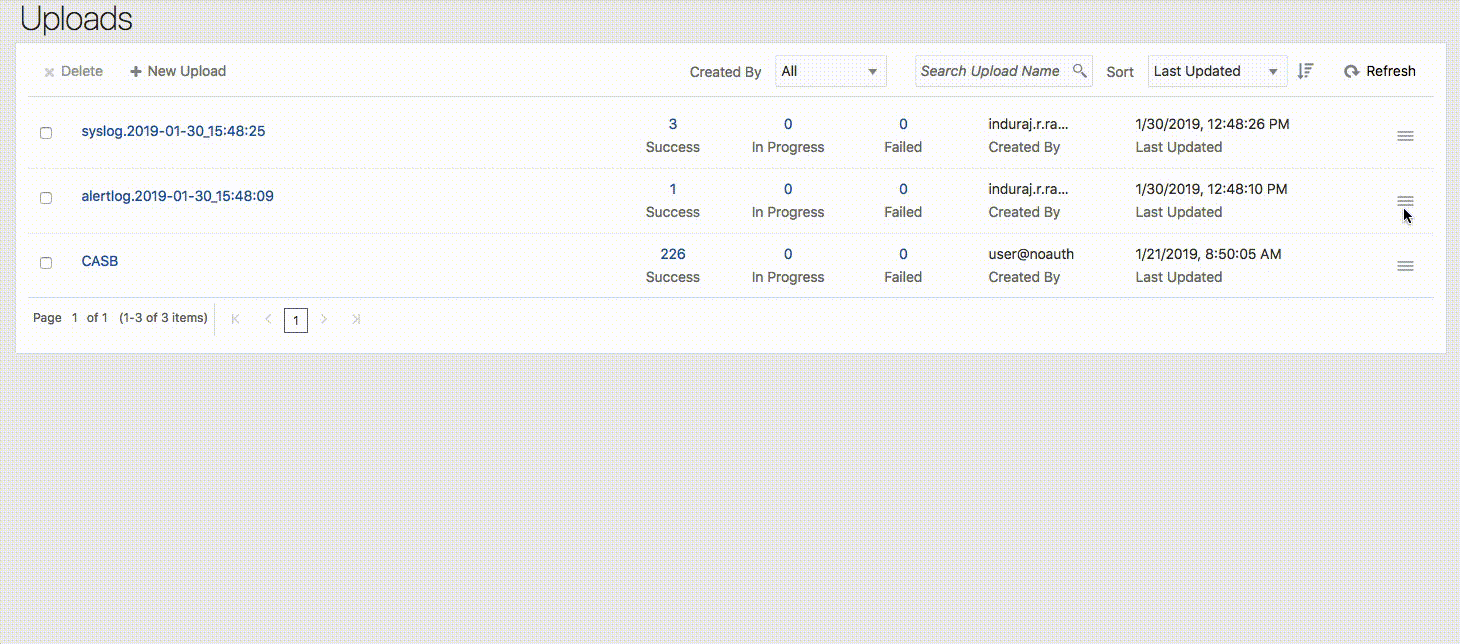 Uploads
Delete New Upload Created By All Search Upload Name Sort Last Updated Refresh
syslog.2019-01-30_15:48:25 3 0 0 induraj.r.ra... 1/30/2019, 12:48:26 PM
Success In Progress Failed Created By Last Updated
alertlog.2019-01-30_15:48:09 1 0 0 induraj.r.ra... 1/30/2019, 12:48:10 PM
Success In Progress Failed Created By Last Updated
CASB 226 0 0 user@noauth 1/21/2019, 8:50:05 AM
Success In Progress Failed Created By Last Updated
Page 1 of 1 (1-3 of 3 items) 1